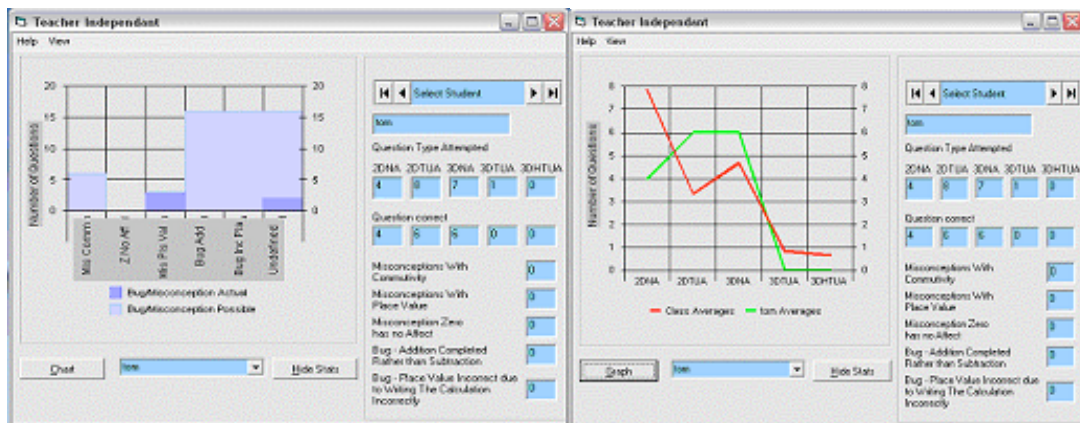 Teacher Independant
Help View
20
15
10
5
0
20
15
10
5
0
Number of Questions
Mis Comm
Z No Aff
Mis Pls Val
Bug Add
Bug Inc Pla
Undefined
Bug/Misconception Actual
Bug/Misconception Possible
Select Student
tom
Question Type Attempted
2DNA 2DTUA 3DNA 3DTUA 3DHTUA
4 8 7 1 0
Question correct
4 6 6 0 0
Misconceptions With
Commutivity
0
Misconceptions With
Place Value
0
Misconception Zero
has no Affect
0
Bug - Addition Completed
Rather than Subtraction
0
Bug - Place Value Incorrect due
to Writing The Calculation
Incorrectly
0
Chart
tom
Hide Stats
Teacher Independant
Help View
8
7
6
5
4
3
2
1
0
8
7
6
5
4
3
2
1
0
Number of Questions
2DNA 2DTUA 3DNA 3DTUA 3DHTUA
Class Averages tom Averages
Select Student
tom
Question Type Attempted
2DNA 2DTUA 3DNA 3DTUA 3DHTUA
4 8 7 1 0
Question correct
4 6 6 0 0
Misconceptions With
Commutivity
0
Misconceptions With
Place Value
0
Misconception Zero
has no Affect
0
Bug - Addition Completed
Rather than Subtraction
0
Bug - Place Value Incorrect due
to Writing The Calculation
Incorrectly
0
Graph
tom
Hide Stats